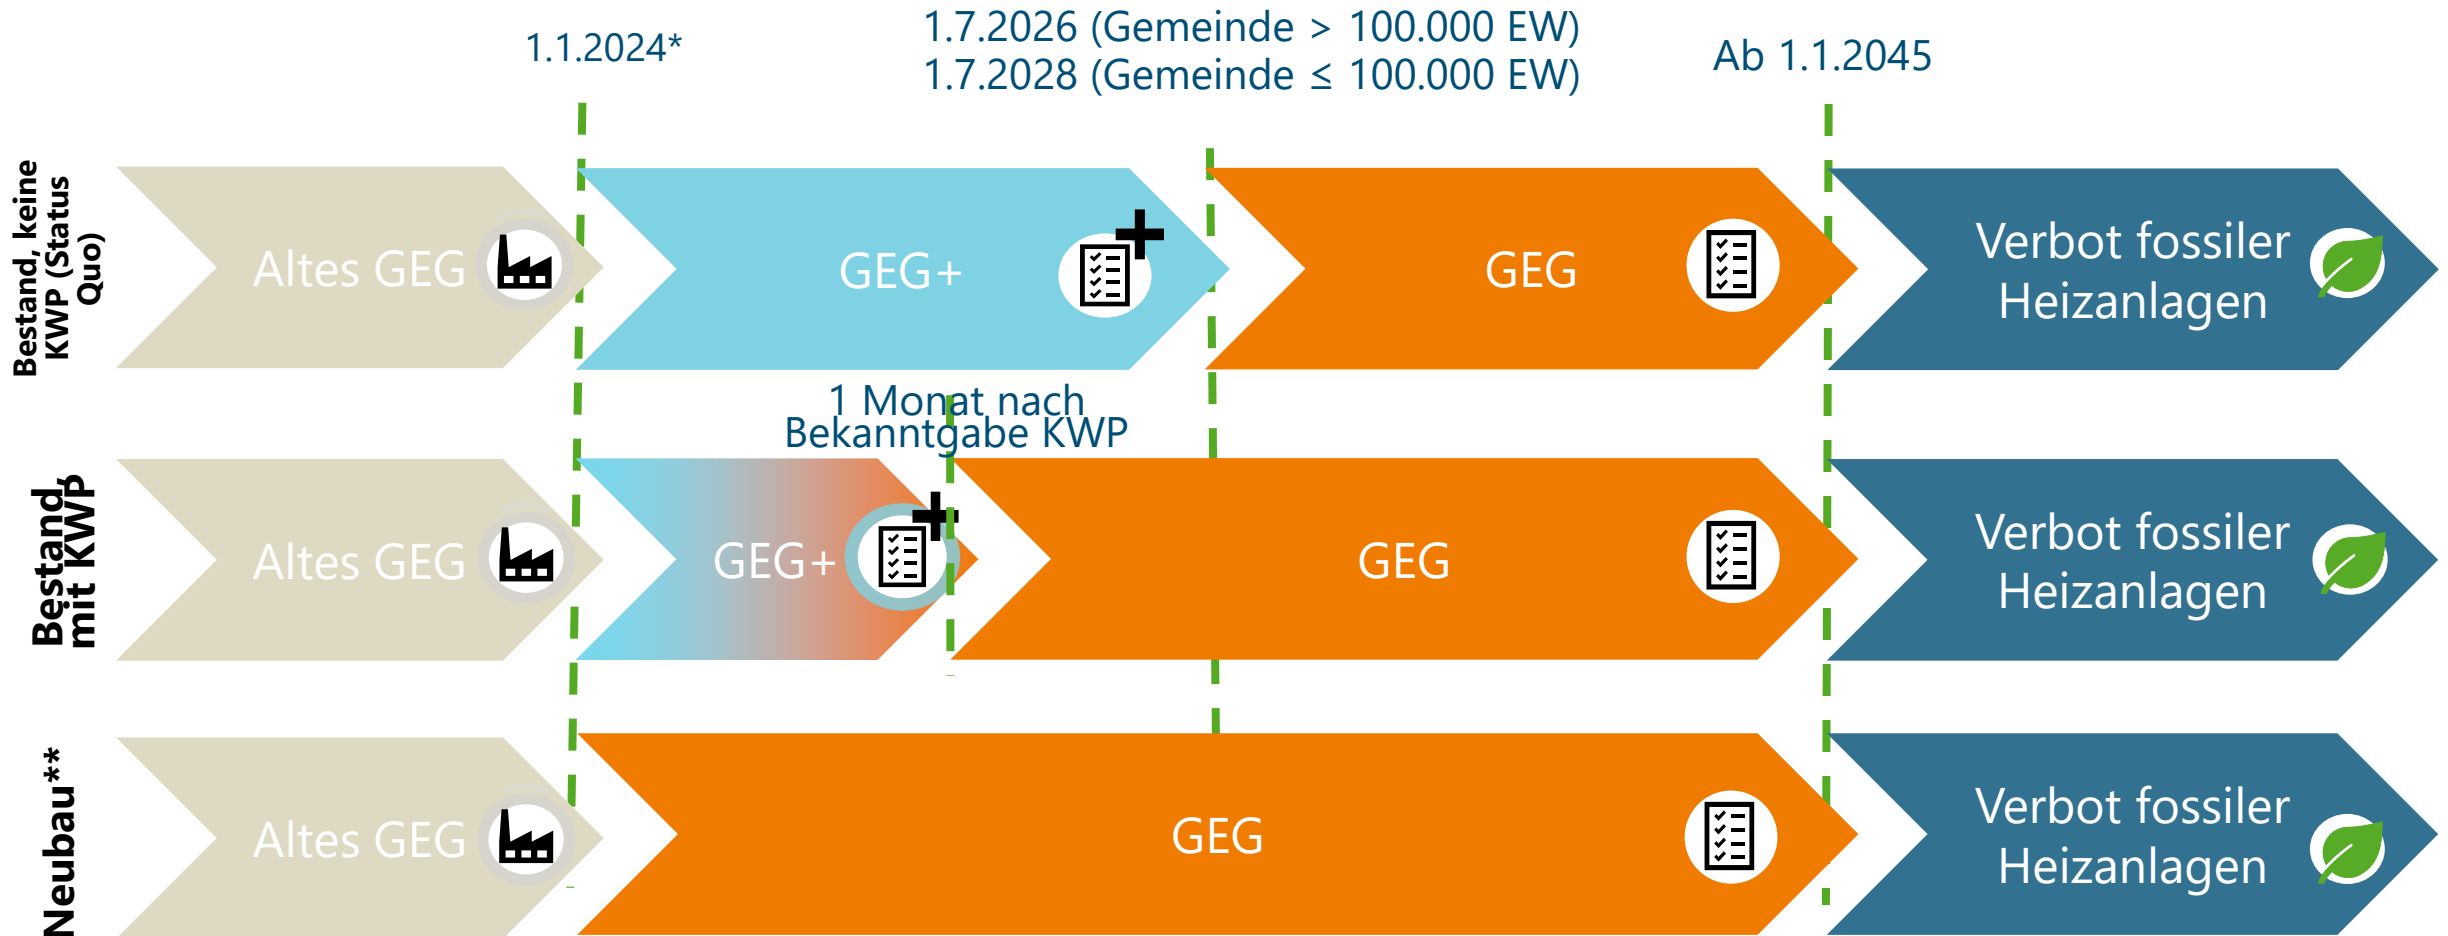 1.1.2024*
1.7.2026 (Gemeinde > 100.000 EW)
1.7.2028 (Gemeinde ≤ 100.000 EW)
Ab 1.1.2045
Bestand, keine
KWP (Status
Quo)
Altes GEG
GEG+
GEG
Verbot fossiler
Heizanlagen
1 Monat nach
Bekanntgabe KWP
Bestand,
mit KWP
Altes GEG
GEG+
GEG
Verbot fossiler
Heizanlagen
Neubau**
Altes GEG
GEG
Verbot fossiler
Heizanlagen